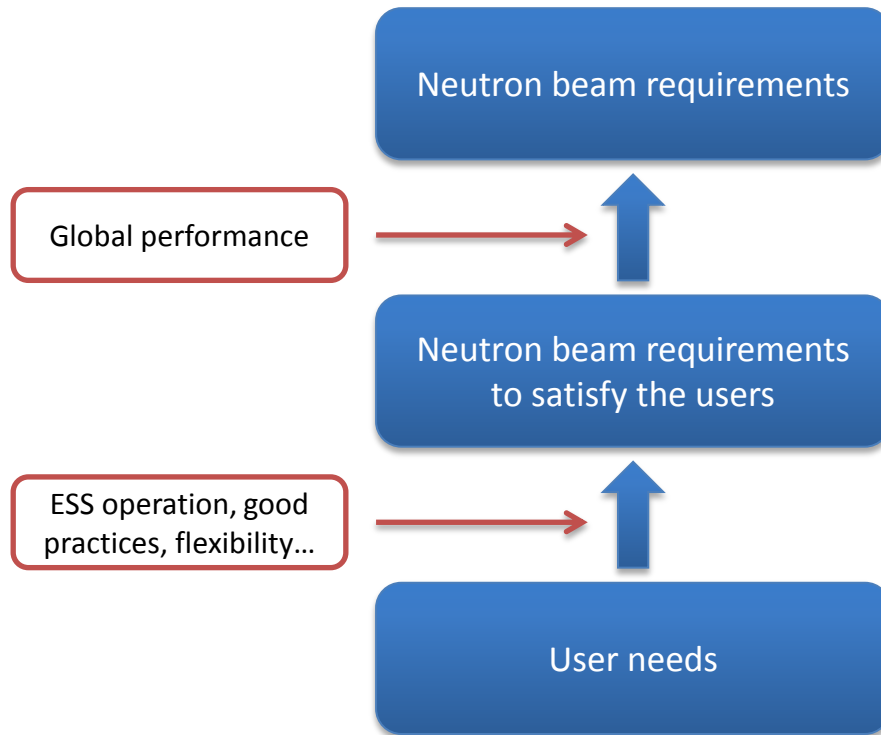 Neutron beam requirements
Global performance
Neutron beam requirements
to satisfy the users
ESS operation, good
practices, flexibility…
User needs